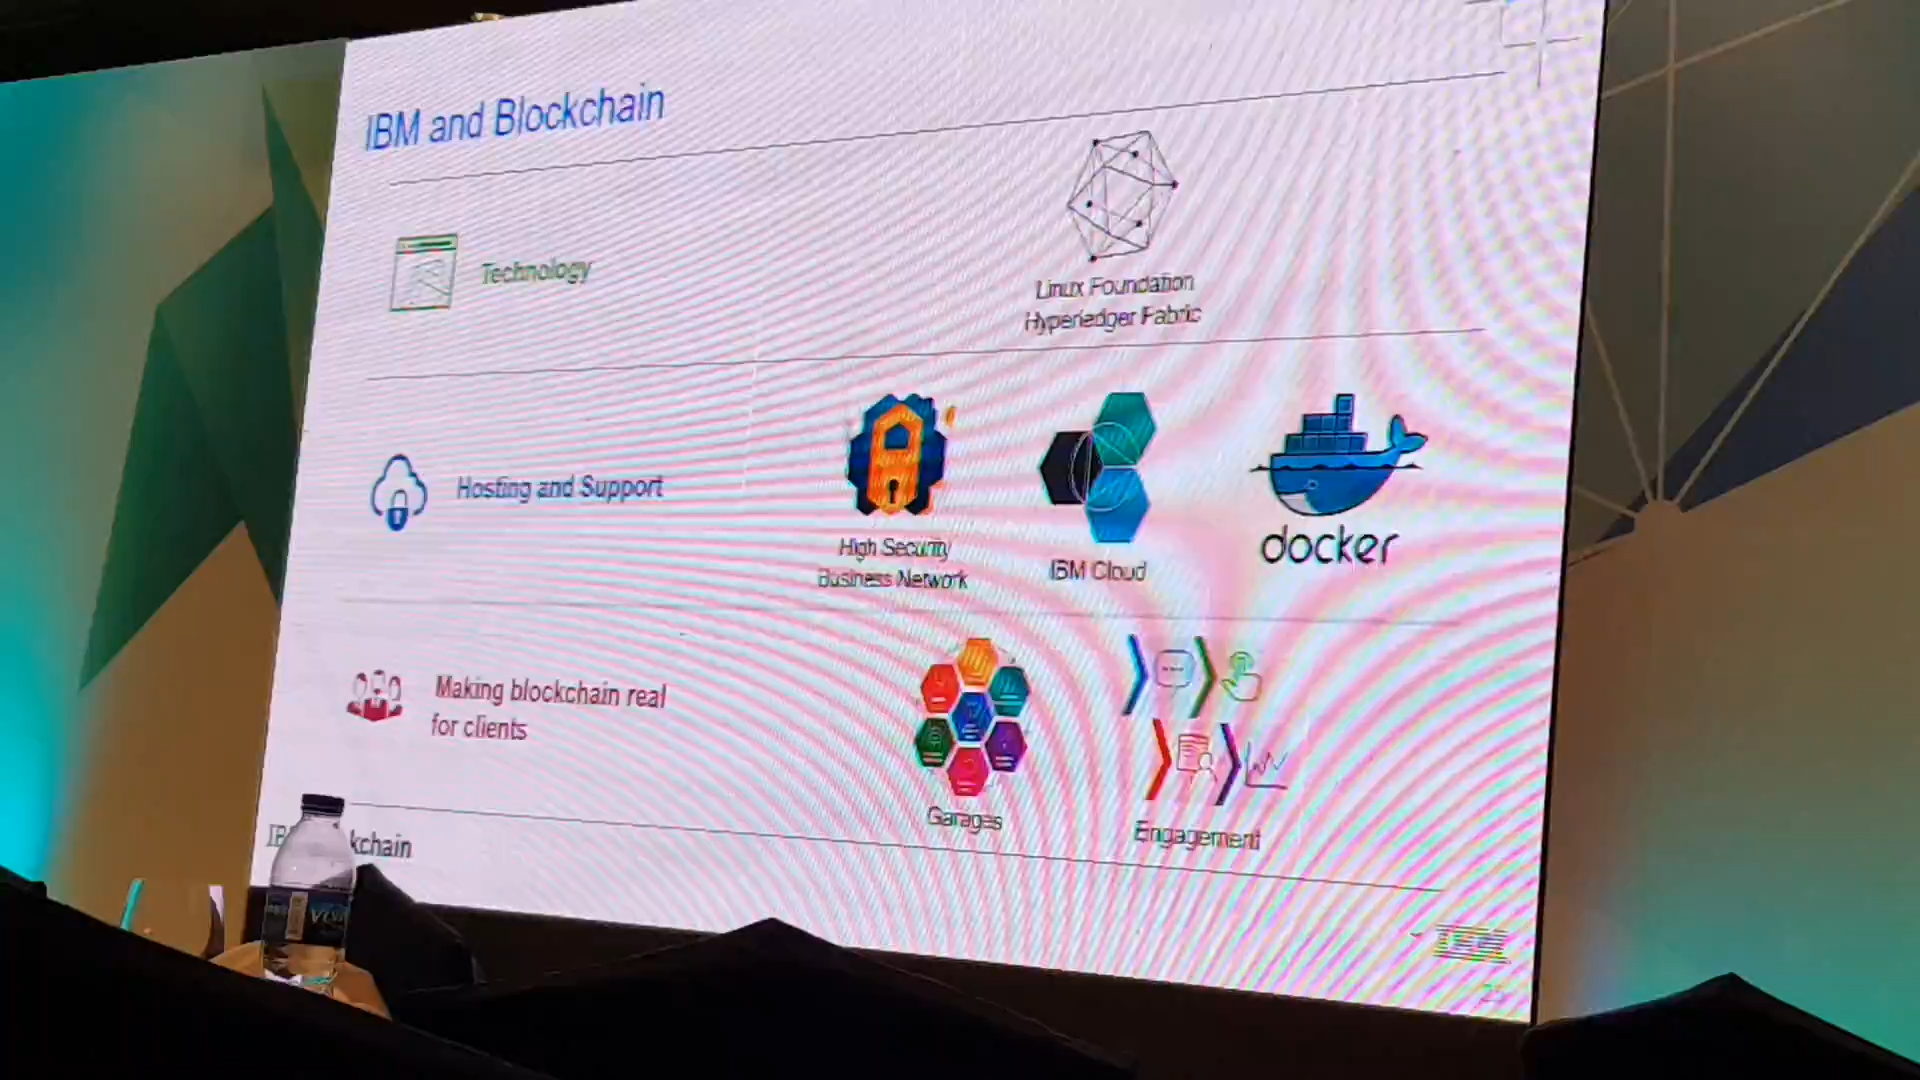 IBM and Blockchain
Technology
Linux Foundation
Hyperledger Fabric
Hosting and Support
High Security
Business Network
IBM Cloud
docker
Making blockchain real
for clients
Garages
Engagement
kchain
IBM